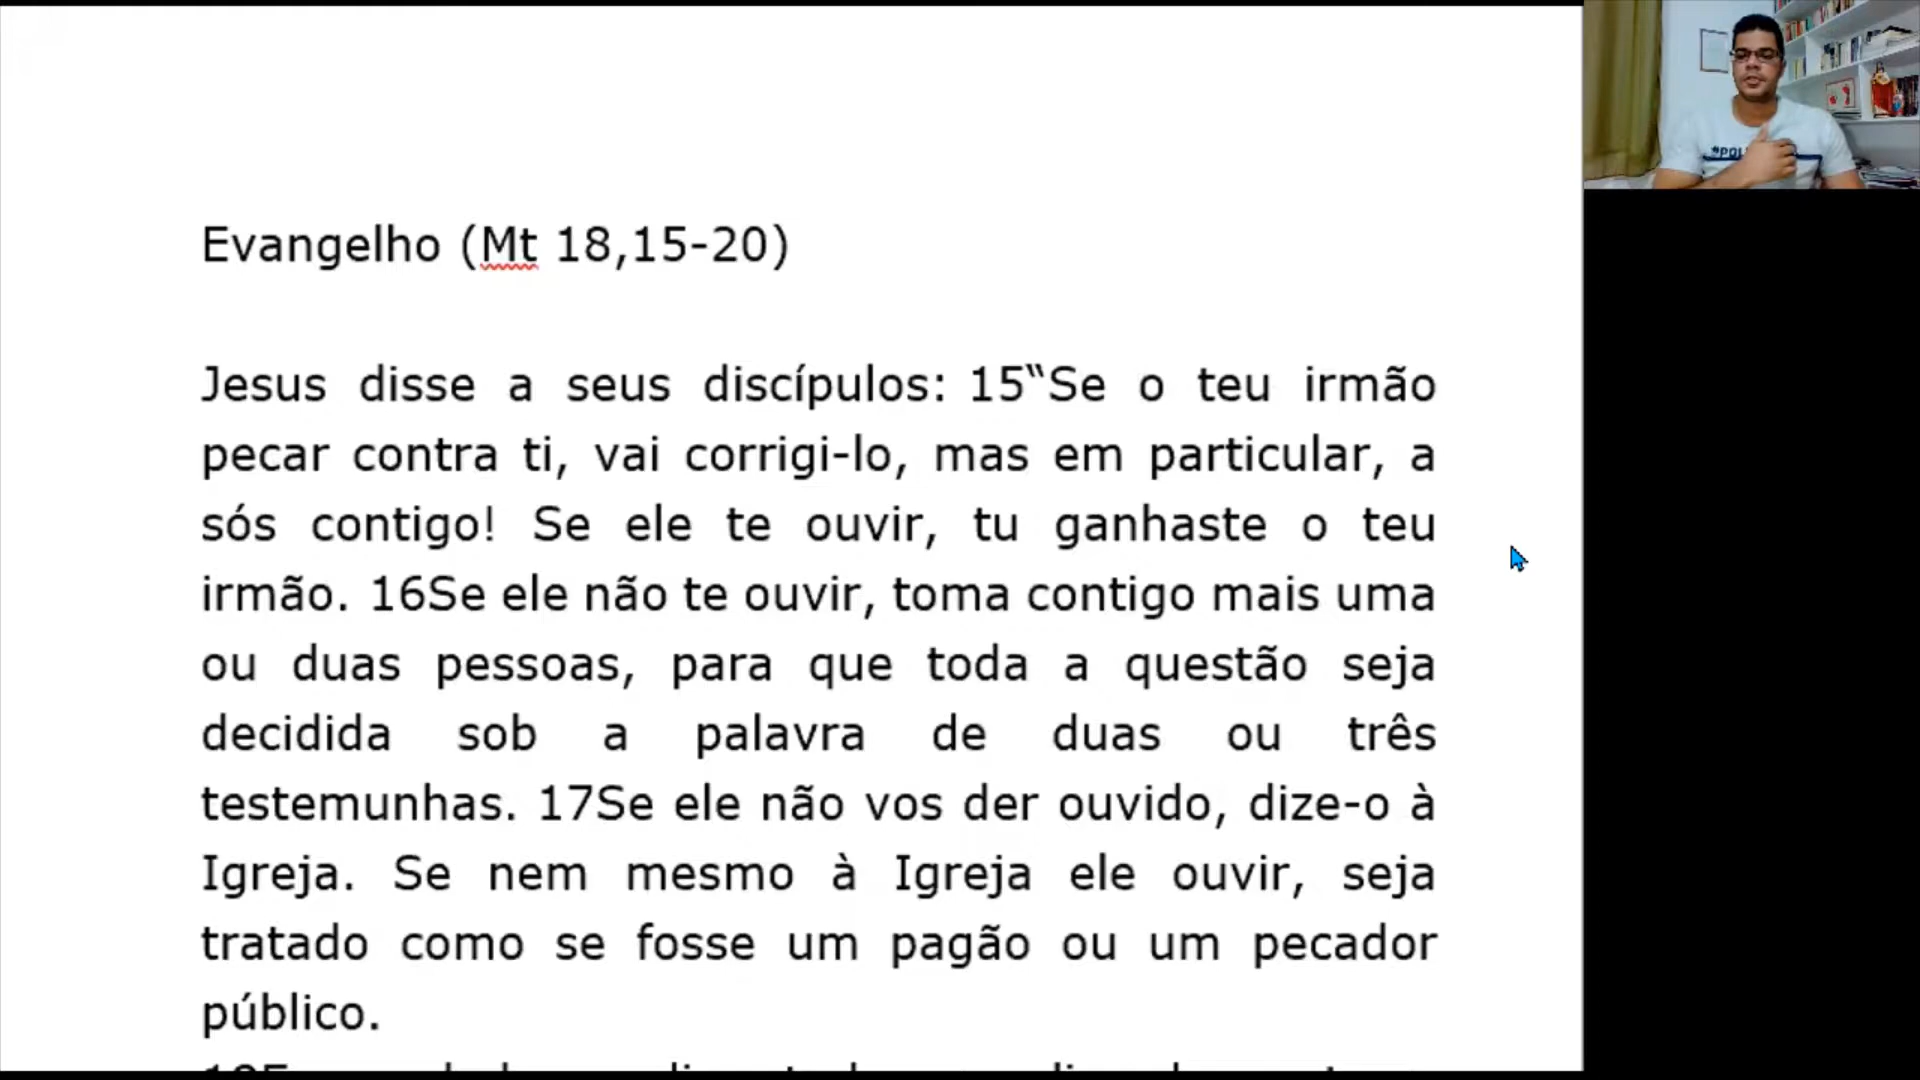 Evangelho (Mt 18,15-20)
Jesus disse a seus discípulos: 15“Se o teu irmão
pecar contra ti, vai corrigi-lo, mas em particular, a
sós contigo! Se ele te ouvir, tu ganhaste o teu
irmão. 16Se ele não te ouvir, toma contigo mais uma
ou duas pessoas, para que toda a questão seja
decidida sob a palavra de duas ou três
testemunhas. 17Se ele não vos der ouvido, dize-o à
Igreja. Se nem mesmo à Igreja ele ouvir, seja
tratado como se fosse um pagão ou um pecador
público.